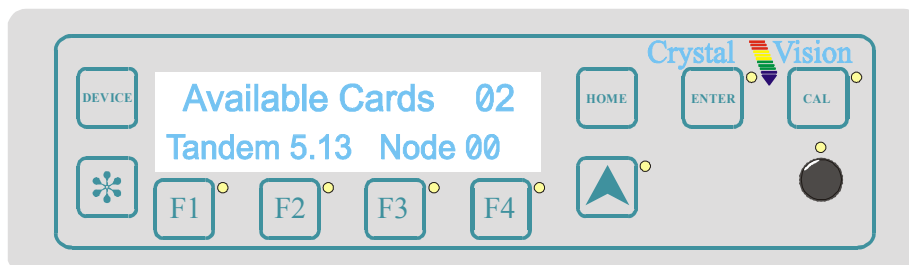 Crystal Vision
DEVICE
Available Cards 02
HOME
ENTER
CAL
Tandem 5.13 Node 00
F1
F2
F3
F4